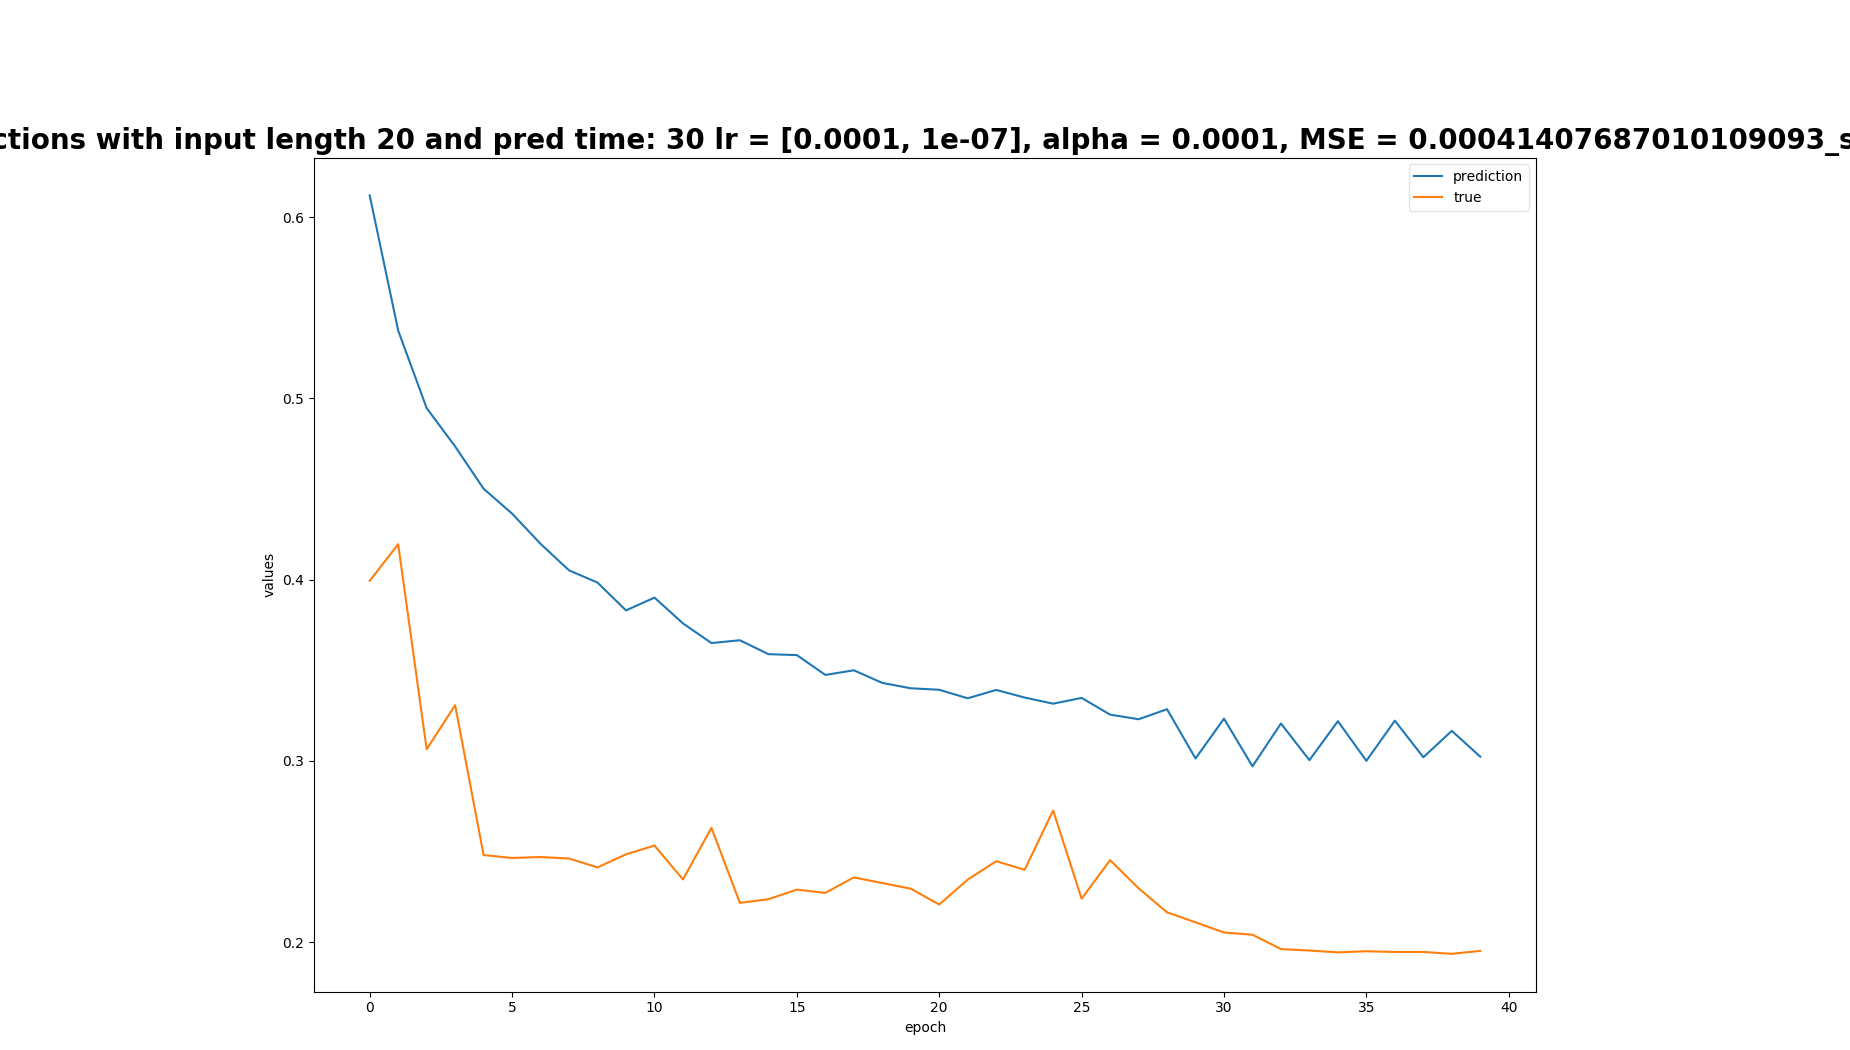 ctions with input length 20 and pred time: 30 lr = [0.0001, 1e-07], alpha = 0.0001, MSE = 0.00041407687010109093_s
prediction
true
0.6
0.5
0.4
0.3
0.2
values
0 5 10 15 20 25 30 35 40
epoch